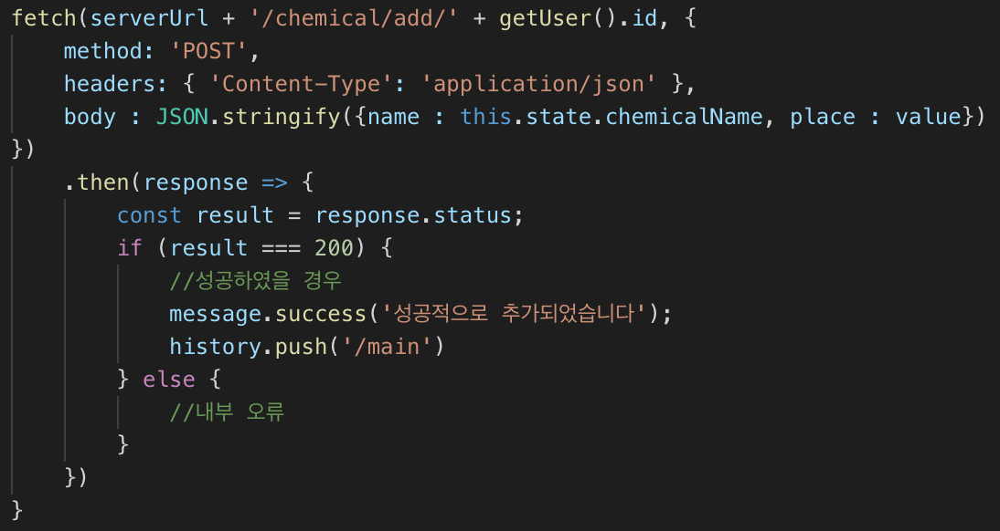 fetch(serverUrl + '/chemical/add/' + getUser().id, {
    method: 'POST',
    headers: { 'Content-Type': 'application/json' },
    body : JSON.stringify({name : this.state.chemicalName, place : value})
})
    .then(response => {
        const result = response.status;
        if (result === 200) {
            //성공하였을 경우
            message.success('성공적으로 추가되었습니다');
            history.push('/main')
        } else {
            //내부 오류
        }
    })
}